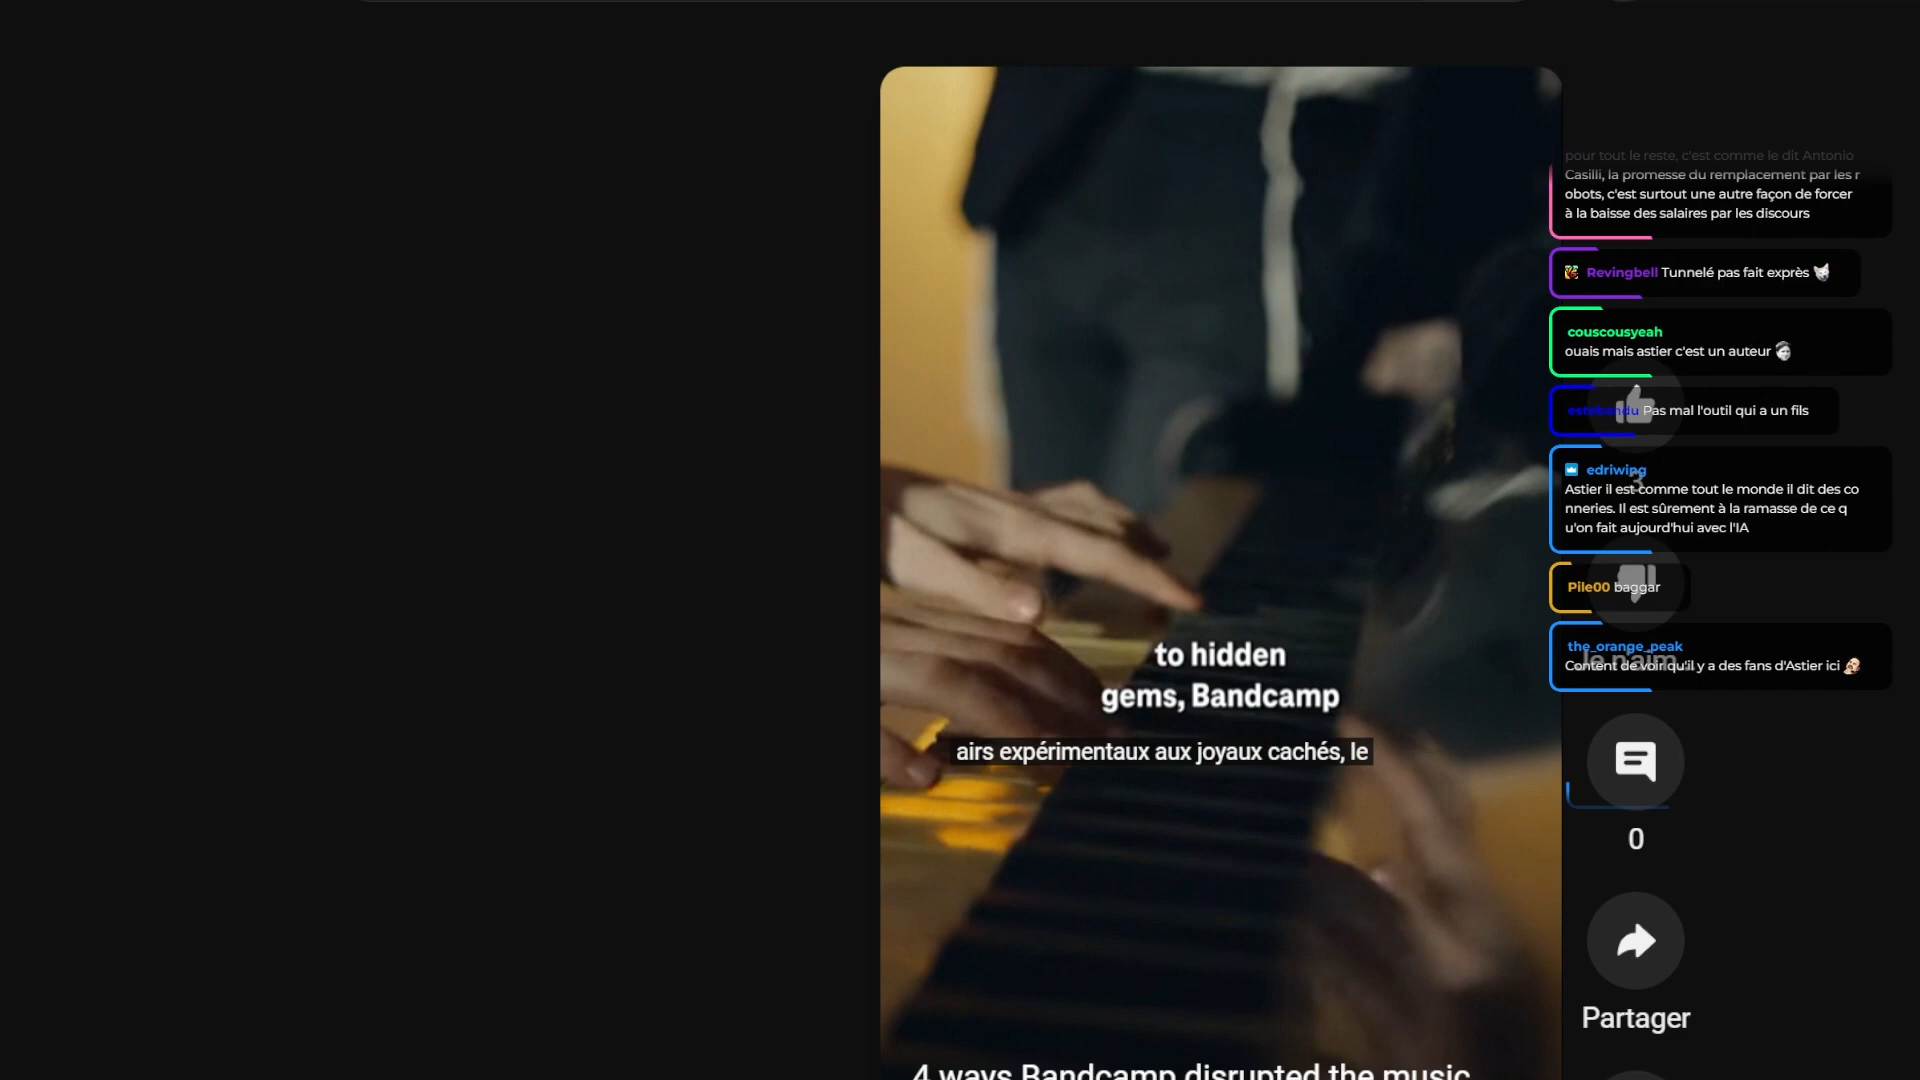 to hidden
gems, Bandcamp
airs expérimentaux aux joyaux cachés, le
4 ways Bandcamp disrupted the music
pour tout le reste, c'est comme le dit Antonio
Casilli, la promesse du remplacement par les r
obots, c'est surtout une autre façon de forcer
à la baisse des salaires par les discours
Revingbell Tunnelé pas fait exprès
couscousyeah
ouais mais astier c'est un auteur
estebandu Pas mal l'outil qui a un fils
edriwing
3
Astier il est comme tout le monde il dit des co
nneries. Il est sûrement à la ramasse de ce q
u'on fait aujourd'hui avec l'IA
Pile00 baggar
the_orange_peak
Je n'aim...
Content de voir qu'il y a des fans d'Astier ici
0
Partager